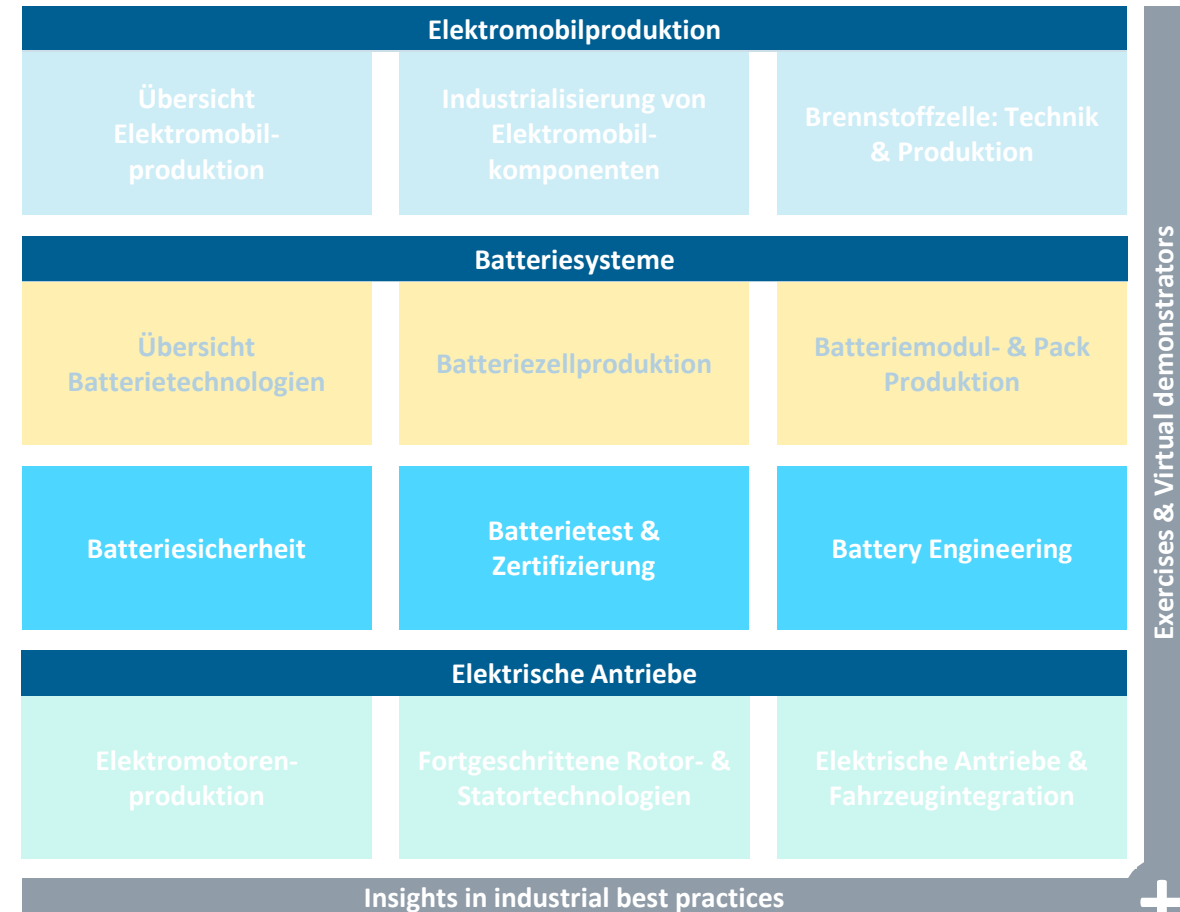 Elektromobilproduktion
Übersicht
Elektromobil-
produktion
Industrialisierung von
Elektromobil-
komponenten
Brennstoffzelle: Technik
& Produktion
Batteriesysteme
Übersicht
Batterietechnologien
Batteriezellproduktion
Batteriemodul- & Pack
Produktion
Batteriesicherheit
Batterietest &
Zertifizierung
Battery Engineering
Elektrische Antriebe
Elektromotoren-
produktion
Fortgeschrittene Rotor- &
Statortechnologien
Elektrische Antriebe &
Fahrzeugintegration
Insights in industrial best practices
Exercises & Virtual demonstrators
+